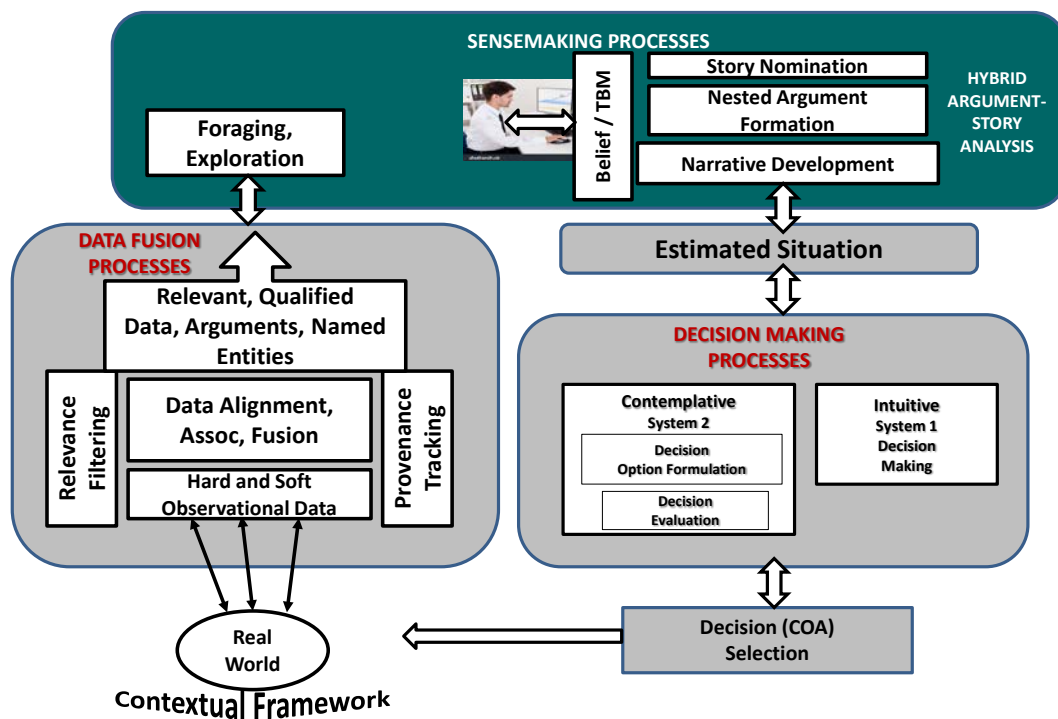 SENSEMAKING PROCESSES
Story Nomination
Nested Argument
Formation
Narrative Development
Belief / TBM
HYBRID
ARGUMENT-
STORY
ANALYSIS
Foraging,
Exploration
DATA FUSION
PROCESSES
Relevant, Qualified
Data, Arguments, Named
Entities
Relevance
Filtering
Data Alignment,
Assoc, Fusion
Provenance
Tracking
Hard and Soft
Observational Data
Estimated Situation
DECISION MAKING
PROCESSES
Contemplative
System 2
Decision
Option Formulation
Decision
Evaluation
Intuitive
System 1
Decision
Making
Decision (COA)
Selection
Real
World
Contextual Framework